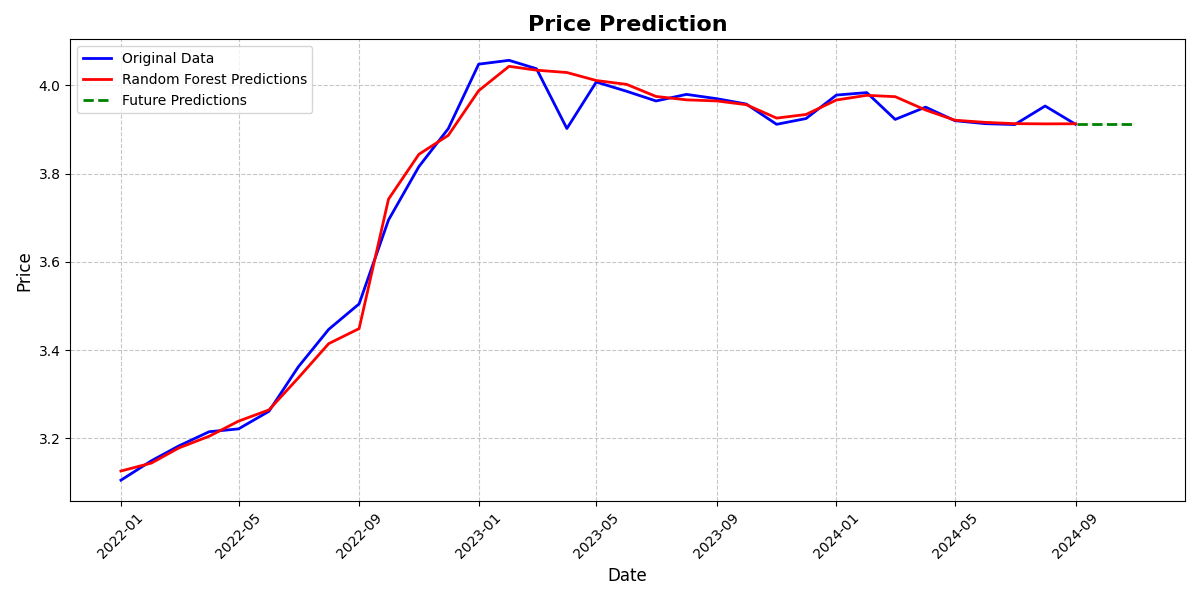 Price Prediction
Original Data
Random Forest Predictions
Future Predictions
Price
4.0
3.8
3.6
3.4
3.2
2022-01
2022-05
2022-09
2023-01
2023-05
2023-09
2024-01
2024-05
2024-09
Date